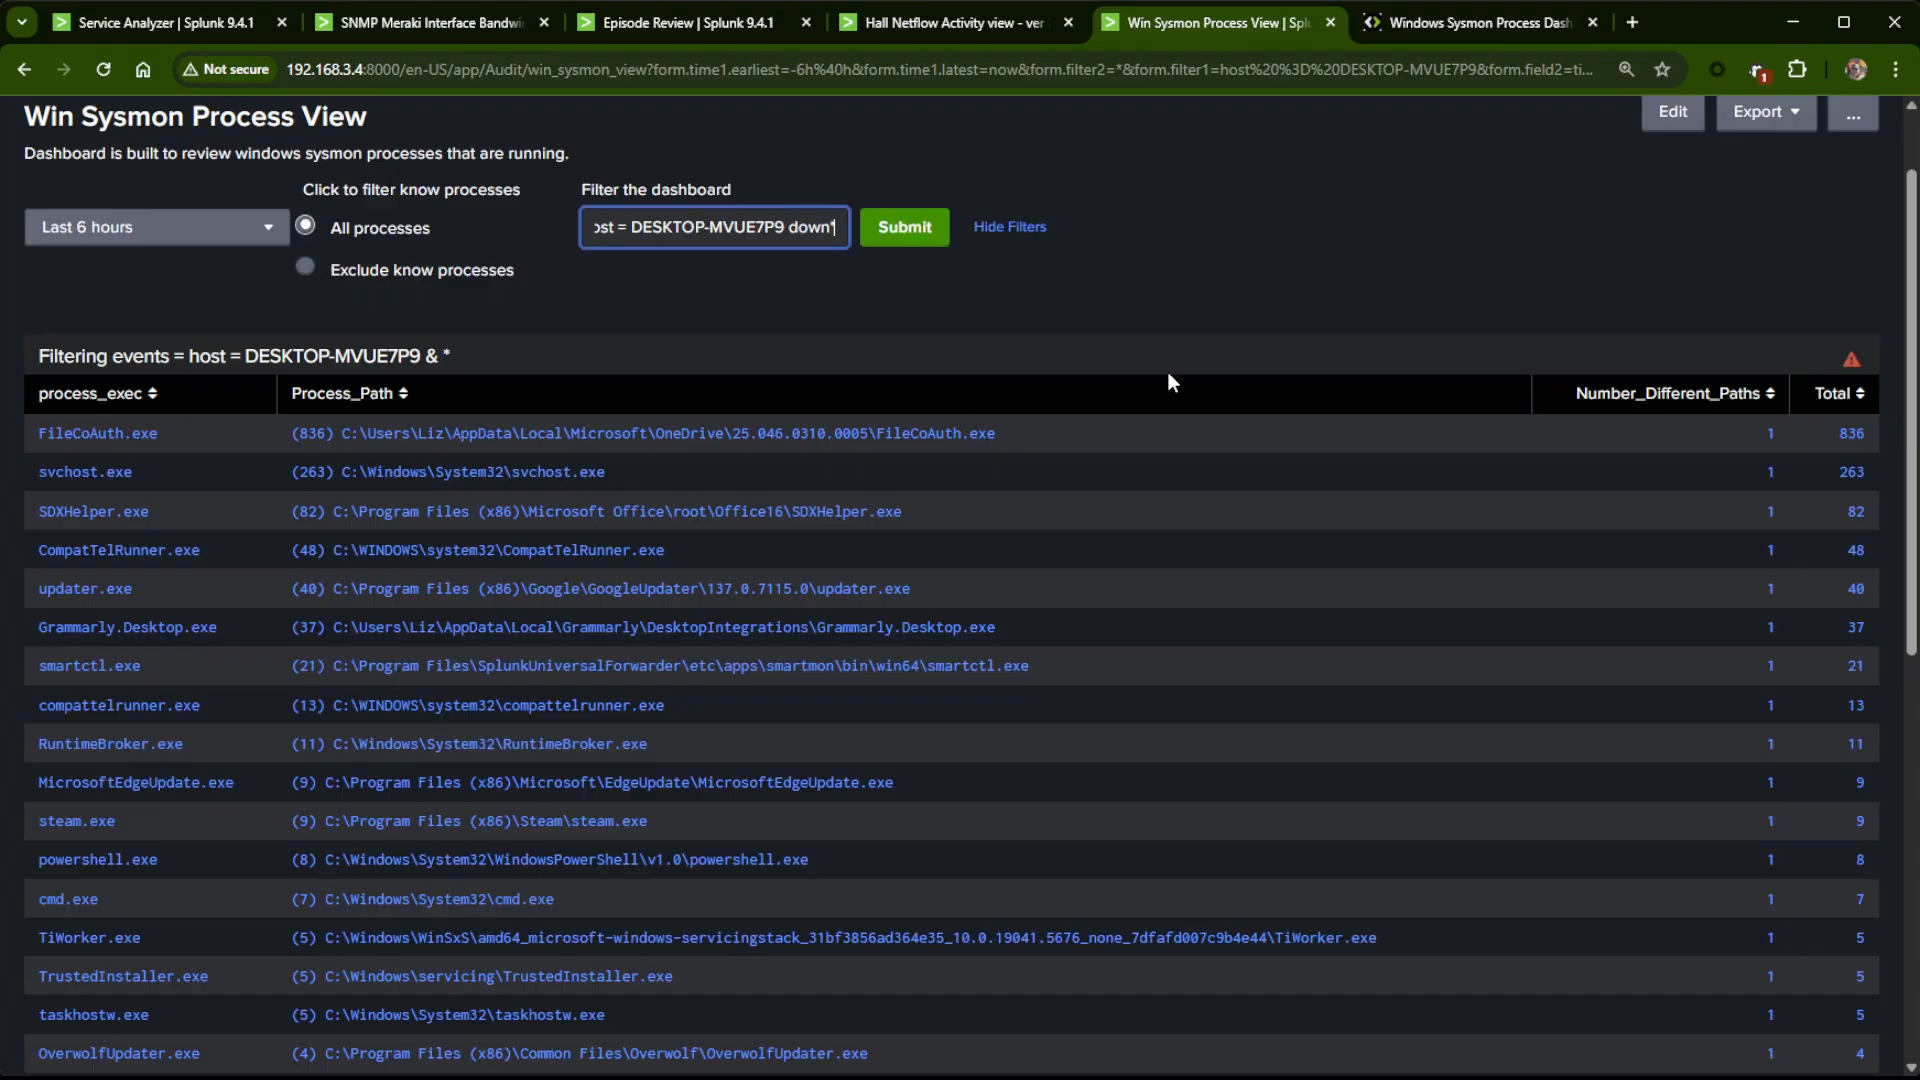 Service Analyzer | Splunk 9.4.1
SNMP Meraki Interface Bandwi
Episode Review | Splunk 9.4.1
Hall Netflow Activity view - ver
Win Sysmon Process View | Spl
Windows Sysmon Process Dash
Not secure
192.168.3.4:8000/en-US/app/Audit/win_sysmon_view?form.time1.earliest=-6h%40h&form.time1.latest=now&form.filter2=*&form.filter1=host%20%3D%20DESKTOP-MVUE7P9&form.field2=ti...
1
Win Sysmon Process View
Edit
Export
...
Dashboard is built to review windows sysmon processes that are running.
Click to filter know processes
Filter the dashboard
Last 6 hours
All processes
Exclude know processes
ost = DESKTOP-MVUE7P9 down*
Submit
Hide Filters
Filtering events = host = DESKTOP-MVUE7P9 & *
process_exec Process_Path Number_Different_Paths Total
FileCoAuth.exe (836) C:\Users\Liz\AppData\Local\Microsoft\OneDrive\25.046.0310.0005\FileCoAuth.exe 1 836
svchost.exe (263) C:\Windows\System32\svchost.exe 1 263
SDXHelper.exe (82) C:\Program Files (x86)\Microsoft Office\root\Office16\SDXHelper.exe 1 82
CompatTelRunner.exe (48) C:\WINDOWS\system32\CompatTelRunner.exe 1 48
updater.exe (40) C:\Program Files (x86)\Google\GoogleUpdater\137.0.7115.0\updater.exe 1 40
Grammarly.Desktop.exe (37) C:\Users\Liz\AppData\Local\Grammarly\DesktopIntegrations\Grammarly.Desktop.exe 1 37
smartctl.exe (21) C:\Program Files\SplunkUniversalForwarder\etc\apps\smartmon\bin\win64\smartctl.exe 1 21
compattelrunner.exe (13) C:\WINDOWS\system32\compattelrunner.exe 1 13
RuntimeBroker.exe (11) C:\Windows\System32\RuntimeBroker.exe 1 11
MicrosoftEdgeUpdate.exe (9) C:\Program Files (x86)\Microsoft\EdgeUpdate\MicrosoftEdgeUpdate.exe 1 9
steam.exe (9) C:\Program Files (x86)\Steam\steam.exe 1 9
powershell.exe (8) C:\Windows\System32\WindowsPowerShell\v1.0\powershell.exe 1 8
cmd.exe (7) C:\Windows\System32\cmd.exe 1 7
TiWorker.exe (5) C:\Windows\WinSxS\amd64_microsoft-windows-servicingstack_31bf3856ad364e35_10.0.19041.5676_none_7dfafd007c9b4e44\TiWorker.exe 1 5
TrustedInstaller.exe (5) C:\Windows\servicing\TrustedInstaller.exe 1 5
taskhostw.exe (5) C:\Windows\System32\taskhostw.exe 1 5
OverwolfUpdater.exe (4) C:\Program Files (x86)\Common Files\Overwolf\OverwolfUpdater.exe 1 4